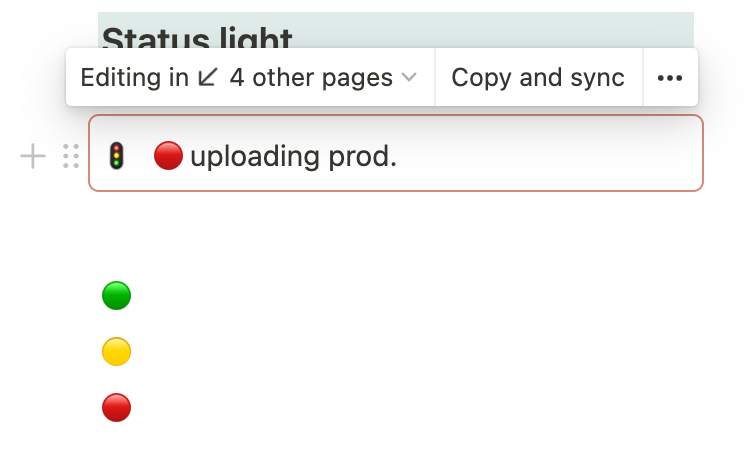 Status light
Editing in ↙ 4 other pages
Copy and sync
•••
🚦 🔴 uploading prod.
🟢
🟡
🔴